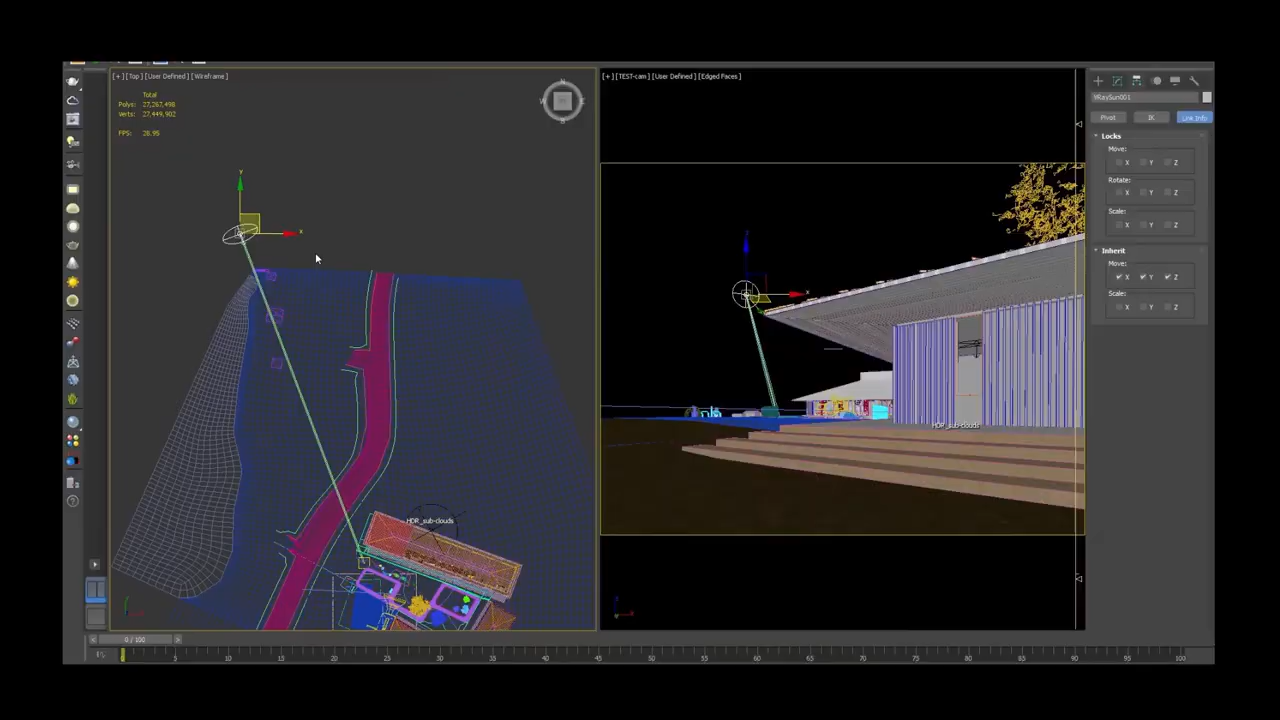 [+] [Top] [User Defined] [Wireframe]
Total
Polys: 27,267,498
Verts: 27,449,902
FPS: 20.95
N
W
E
S
y
x
HDR_sub-clouds
[+] [TEST-cam] [User Defined] [Edged Faces]
z
x
HDR_sub-clouds
VRaySun001
Pivot IK Link Info
Locks
Move:
X Y Z
Rotate:
X Y Z
Scale:
X Y Z
Inherit
Move:
X Y Z
Scale:
X Y Z
< 0 / 100 >
0 5 10 15 20 25 30 35 40 45 50 55 60 65 70 75 80 85 90 95 100